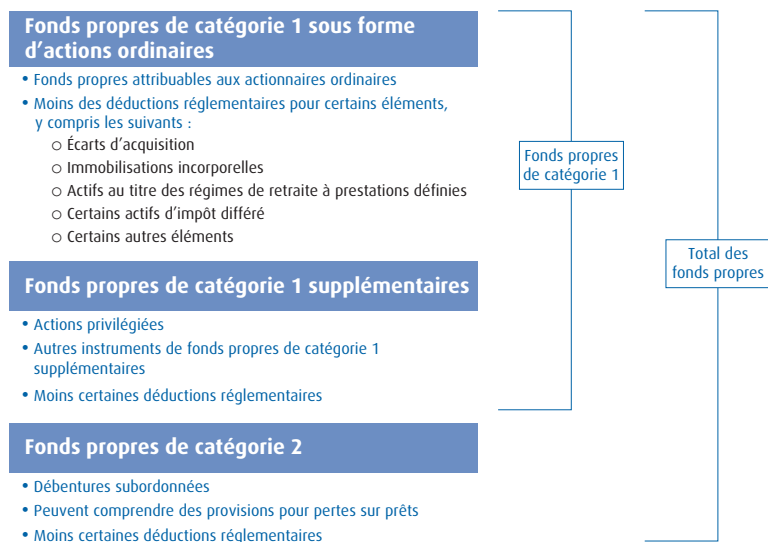 Fonds propres de catégorie 1 sous forme
d'actions ordinaires
• Fonds propres attribuables aux actionnaires ordinaires
• Moins des déductions réglementaires pour certains éléments,
y compris les suivants :
○ Écarts d'acquisition
○ Immobilisations incorporelles
○ Actifs au titre des régimes de retraite à prestations définies
○ Certains actifs d'impôt différé
○ Certains autres éléments
Fonds propres de catégorie 1 supplémentaires
• Actions privilégiées
• Autres instruments de fonds propres de catégorie 1
supplémentaires
• Moins certaines déductions réglementaires
Fonds propres de catégorie 2
• Débentures subordonnées
• Peuvent comprendre des provisions pour pertes sur prêts
• Moins certaines déductions réglementaires
Fonds propres
de catégorie 1
Total des
fonds propres